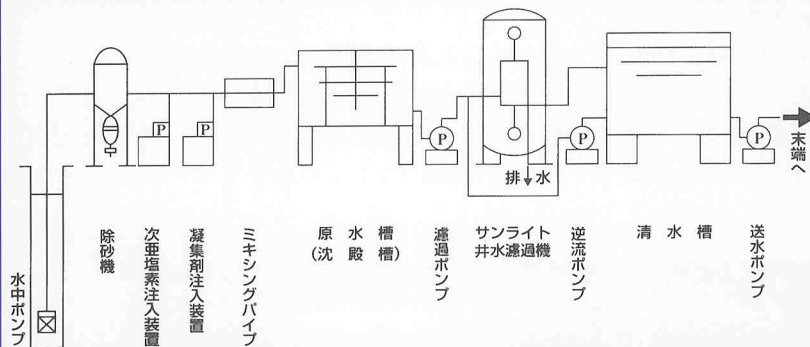 P
P
P
P
P
排 水
末端へ
水中ポンプ
除砂機
次亜塩素注入装置
凝集剤注入装置
ミキシングパイプ
原 水 槽
(沈 殿 槽)
濾過ポンプ
サンライト
井水濾過機
逆流ポンプ
清 水 槽
送水ポンプ